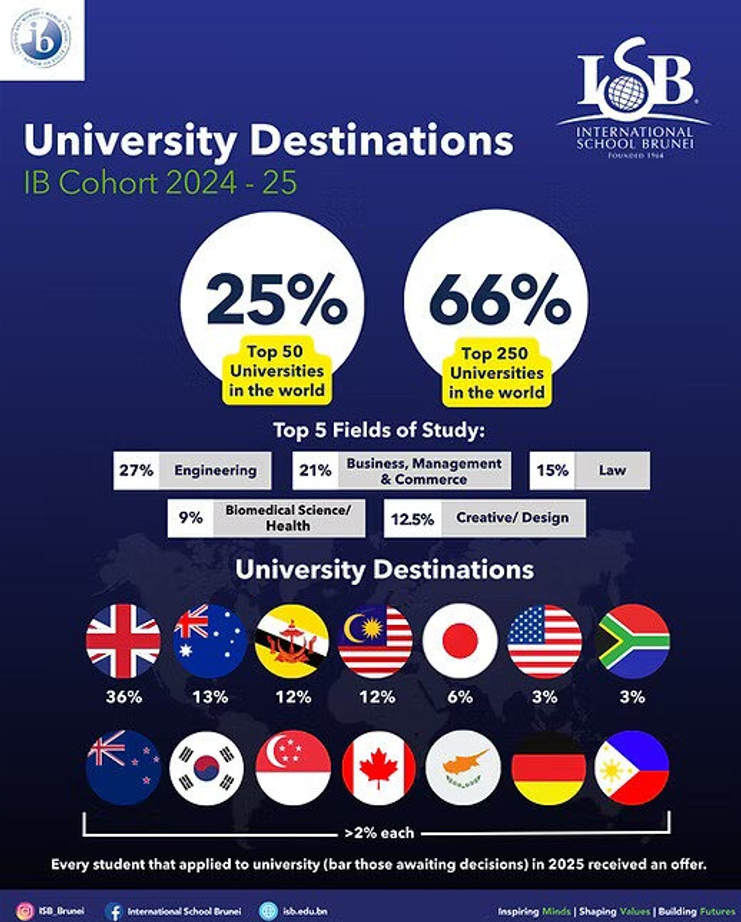 ib
ISB
INTERNATIONAL
SCHOOL BRUNEI
FOUNDED 1964
University Destinations
IB Cohort 2024 - 25
25%
Top 50
Universities
in the world
66%
Top 250
Universities
in the world
Top 5 Fields of Study:
27% Engineering
21% Business, Management
& Commerce
15% Law
9% Biomedical Science/
Health
12.5% Creative/ Design
University Destinations
36% 13% 12% 12% 6% 3% 3%
>2% each
Every student that applied to university (bar those awaiting decisions) in 2025 received an offer.
ISB_Brunei International School Brunei isb.edu.bn Inspiring Minds | Shaping Values | Building Futures